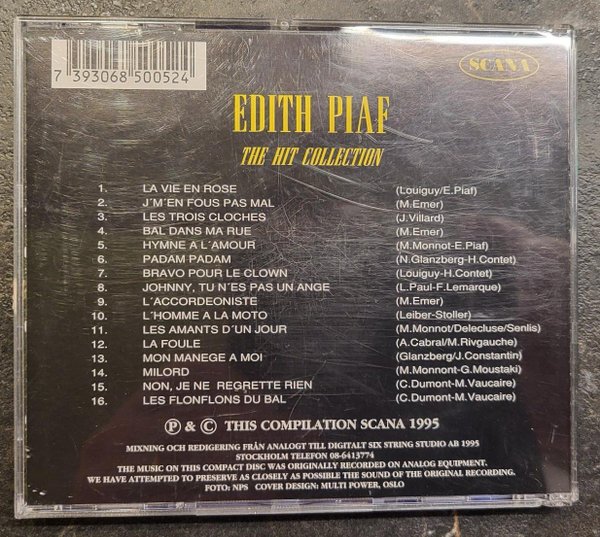 7 393068 500524
SCANA
EDITH PIAF
THE HIT COLLECTION
1. LA VIE EN ROSE (Louiguy/E.Piaf)
2. J´M´EN FOUS PAS MAL (M.Emer)
3. LES TROIS CLOCHES (J.Villard)
4. BAL DANS MA RUE (M.Emer)
5. HYMNE A L´AMOUR (M.Monnot-E.Piaf)
6. PADAM PADAM (N.Glanzberg-H.Contet)
7. BRAVO POUR LE CLOWN (Louiguy-H.Contet)
8. JOHNNY, TU N´ES PAS UN ANGE (L.Paul-F.Lemarque)
9. L´ACCORDEONISTE (M.Emer)
10. L´HOMME A LA MOTO (Leiber-Stoller)
11. LES AMANTS D´UN JOUR (M.Monnot/Delecluse/Senlis)
12. LA FOULE (A.Cabral/M.Rivgauche)
13. MON MANEGE A MOI (Glanzberg/J.Constantin)
14. MILORD (M.Monnont-G.Moustaki)
15. NON, JE NE REGRETTE RIEN (C.Dumont-M.Vaucaire)
16. LES FLONFLONS DU BAL (C.Dumont-M.Vaucaire)
℗ & © THIS COMPILATION SCANA 1995
MIXNING OCH REDIGERING FRÅN ANALOGT TILL DIGITALT SIX STRING STUDIO AB 1995
STOCKHOLM TELEFON 08-6413774
THE MUSIC ON THIS COMPACT DISC WAS ORIGINALLY RECORDED ON ANALOG EQUIPMENT.
WE HAVE ATTEMPTED TO PRESERVE AS CLOSELY AS POSSIBLE THE SOUND OF THE ORIGINAL RECORDING.
FOTO: NPS COVER DESIGN: MULTI POWER, OSLO